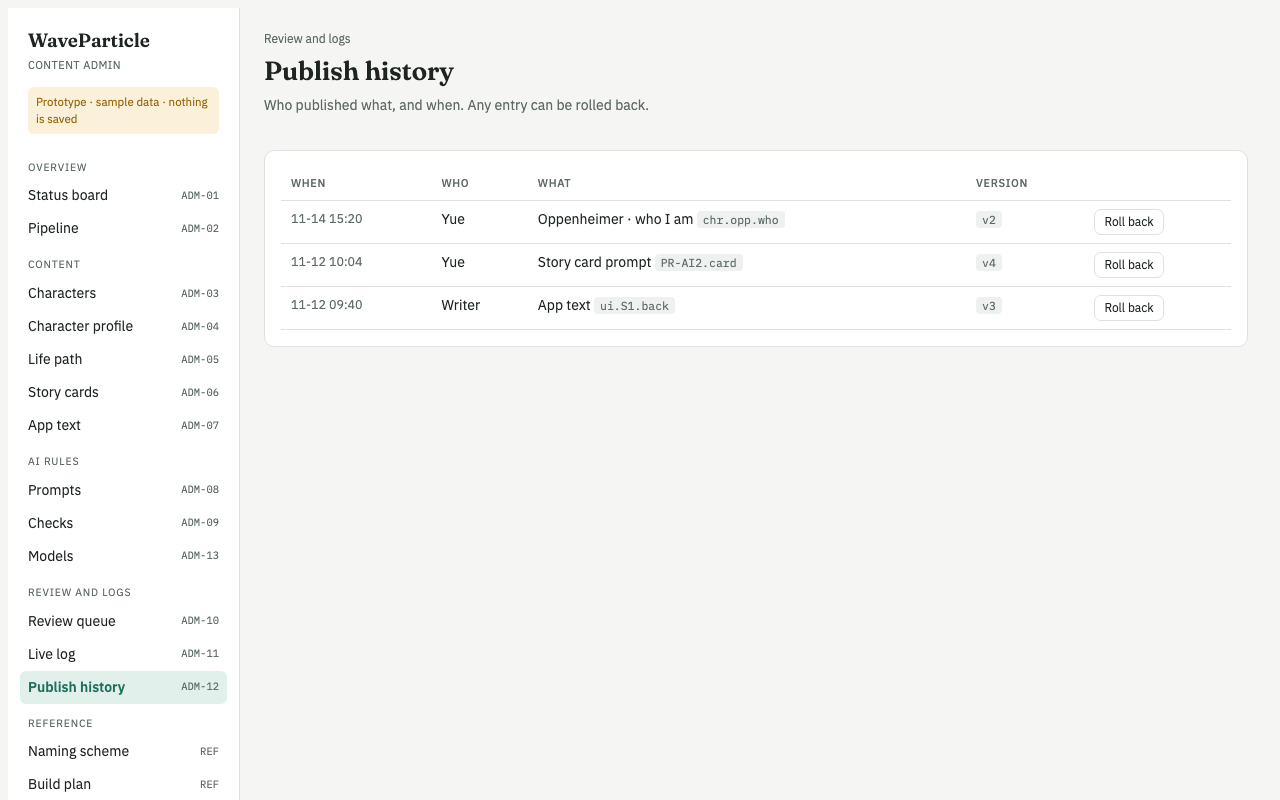 WaveParticle
CONTENT ADMIN
Prototype · sample data · nothing
is saved
OVERVIEW
Status board ADM-01
Pipeline ADM-02
CONTENT
Characters ADM-03
Character profile ADM-04
Life path ADM-05
Story cards ADM-06
App text ADM-07
AI RULES
Prompts ADM-08
Checks ADM-09
Models ADM-13
REVIEW AND LOGS
Review queue ADM-10
Live log ADM-11
Publish history ADM-12
REFERENCE
Naming scheme REF
Build plan REF
Review and logs
Publish history
Who published what, and when. Any entry can be rolled back.
WHEN WHO WHAT VERSION
11-14 15:20 Yue Oppenheimer · who I am chr.opp.who v2 Roll back
11-12 10:04 Yue Story card prompt PR-AI2.card v4 Roll back
11-12 09:40 Writer App text ui.S1.back v3 Roll back